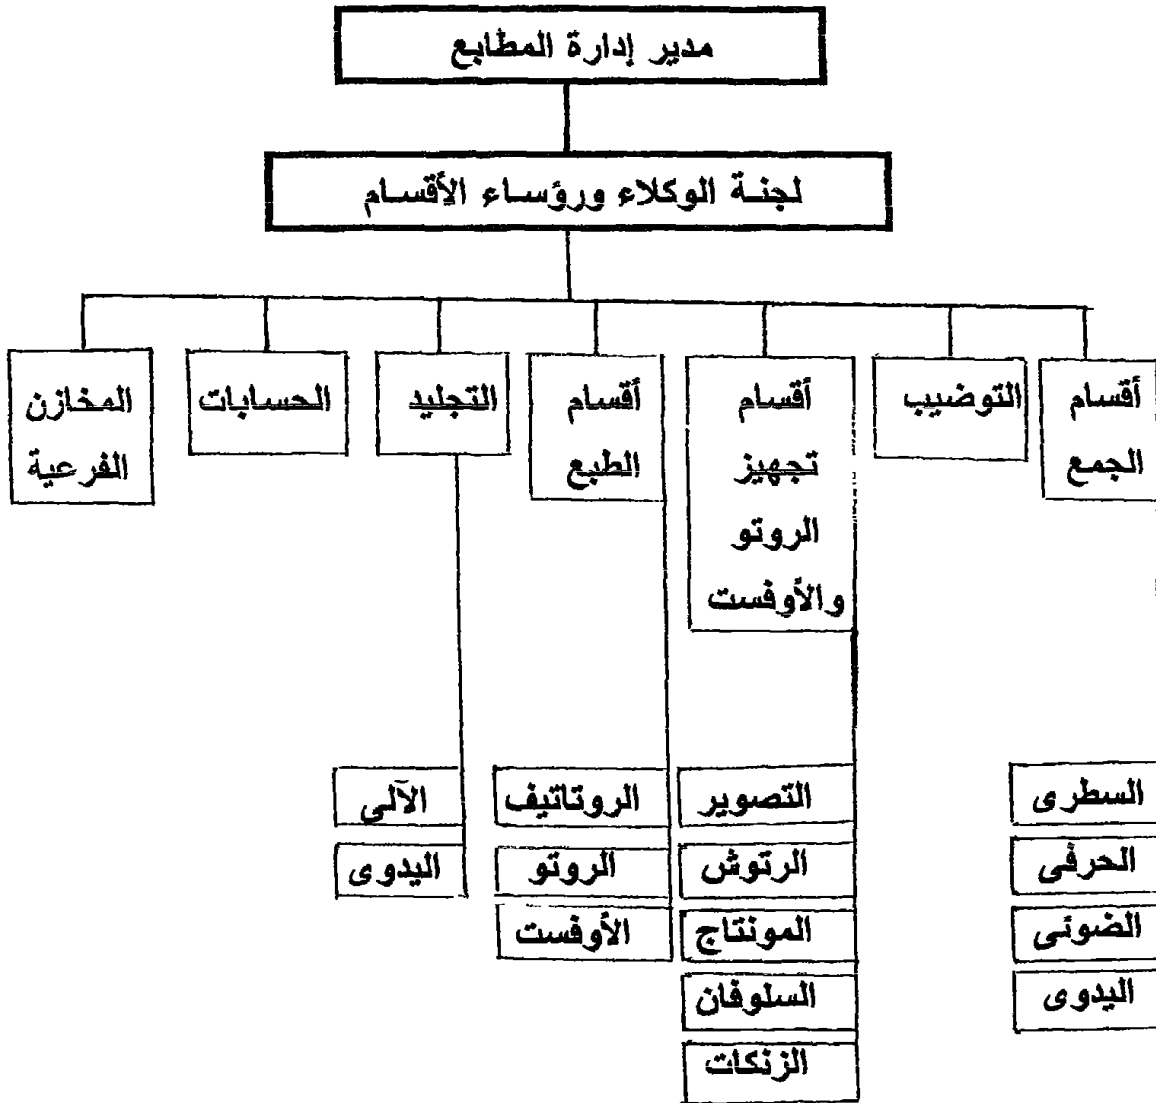 مدير إدارة المطابع
لجنة الوكلاء ورؤساء الأقسام
أقسام
الجمع
التوضيب
أقسام
تجهيز
الروتو
والأوفست
أقسام
الطبع
التجليد
الحسابات
المخازن
الفرعية
السطرى
الحرفى
الضوئى
اليدوى
التصوير
الرتوش
المونتاج
السلوفان
الزنكات
الروتاتيف
الروتو
الأوفست
الآلى
اليدوى